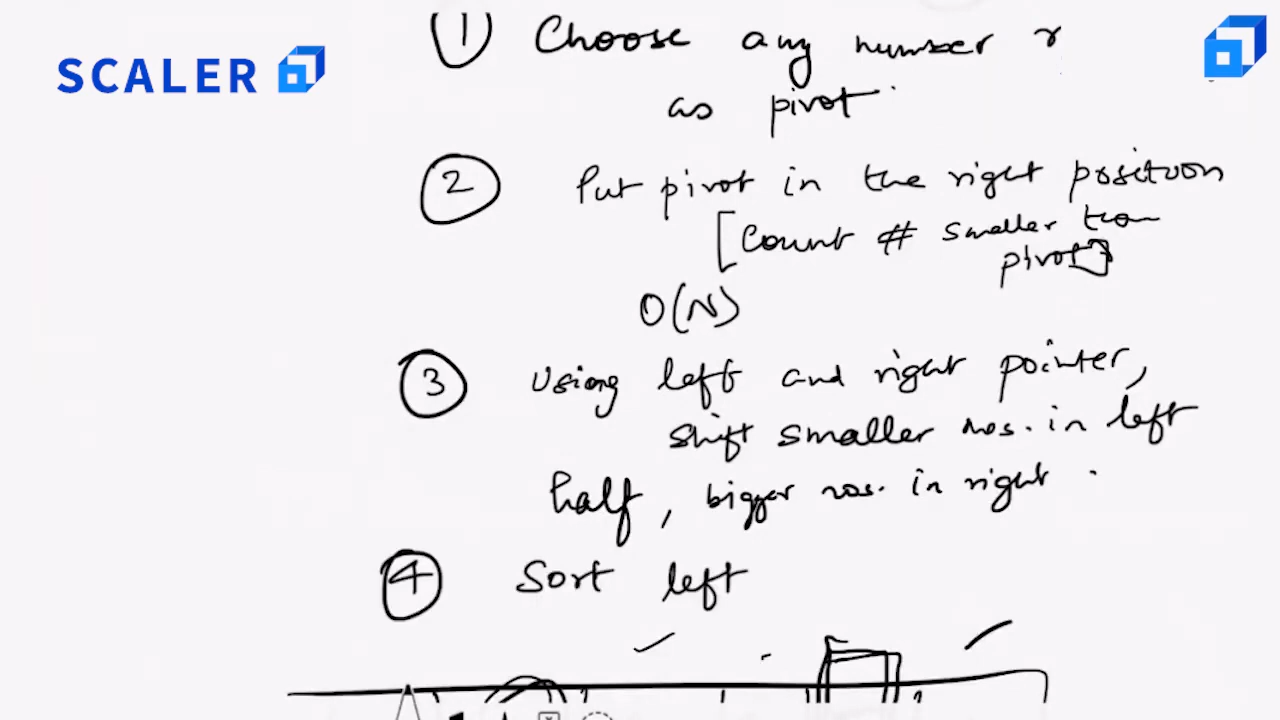 SCALER
1 Choose any number x
as pivot
2 Put pivot in the right position
[Count # smaller than
pivot]
O(N)
3 Using left and right pointer,
shift smaller nos. in left
half, bigger nos. in right
4 Sort left